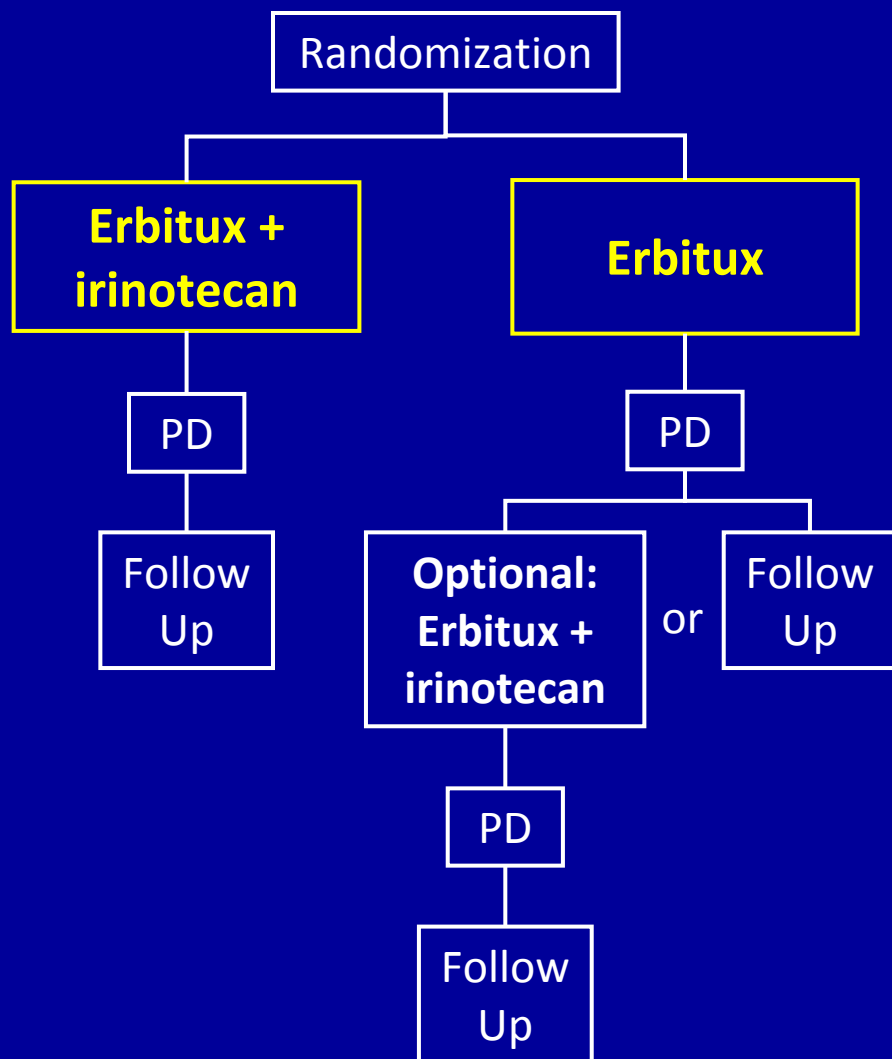 Randomization
Erbitux +
irinotecan
Erbitux
PD
PD
Follow
Up
Optional:
Erbitux +
irinotecan
or
Follow
Up
PD
Follow
Up